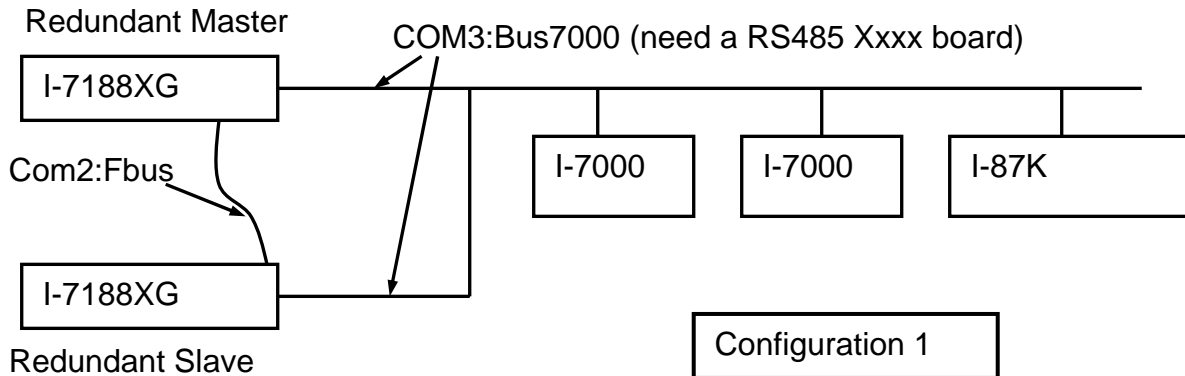 Redundant Master
COM3:Bus7000 (need a RS485 Xxxx board)
I-7188XG
Com2:Fbus
I-7000
I-7000
I-87K
I-7188XG
Redundant Slave
Configuration 1